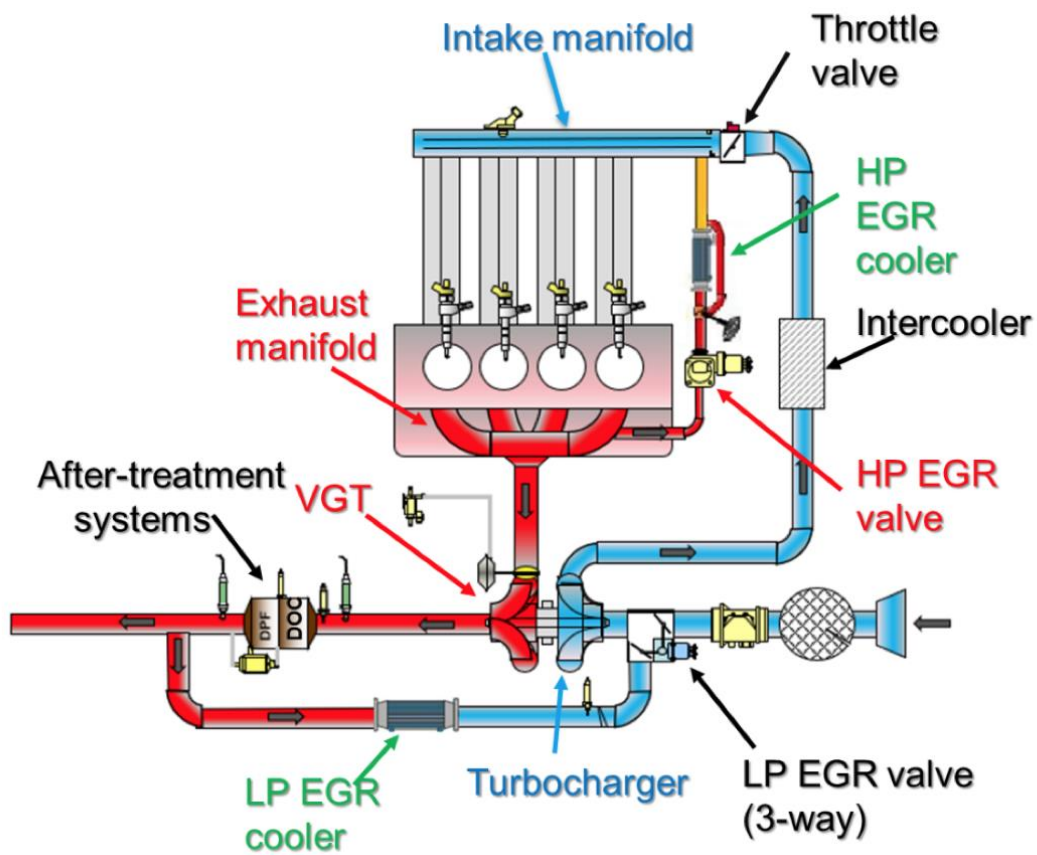 Intake manifold
Throttle
valve
HP
EGR
cooler
Exhaust
manifold
Intercooler
After-treatment
systems
VGT
HP EGR
valve
DPF
DOC
LP EGR
cooler
Turbocharger
LP EGR valve
(3-way)